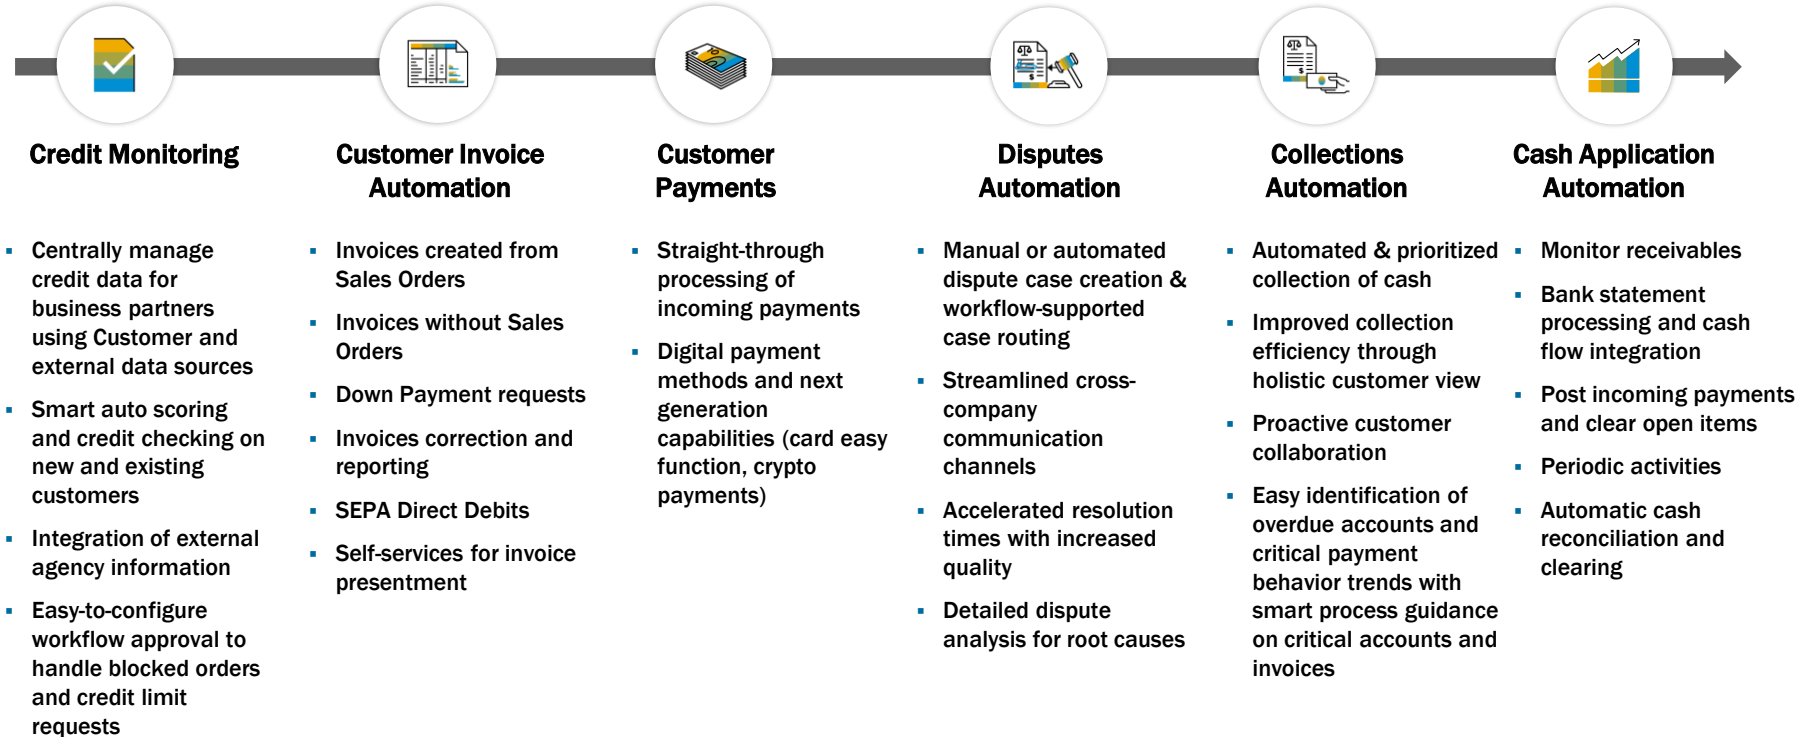 Credit Monitoring
▪ Centrally manage
credit data for
business partners
using Customer and
external data sources
▪ Smart auto scoring
and credit checking on
new and existing
customers
▪ Integration of external
agency information
▪ Easy-to-configure
workflow approval to
handle blocked orders
and credit limit
requests
Customer Invoice
Automation
▪ Invoices created from
Sales Orders
▪ Invoices without Sales
Orders
▪ Down Payment requests
▪ Invoices correction and
reporting
▪ SEPA Direct Debits
▪ Self-services for invoice
presentment
Customer
Payments
▪ Straight-through
processing of
incoming payments
▪ Digital payment
methods and next
generation
capabilities (card easy
function, crypto
payments)
Disputes
Automation
▪ Manual or automated
dispute case creation &
workflow-supported
case routing
▪ Streamlined cross-
company
communication
channels
▪ Accelerated resolution
times with increased
quality
▪ Detailed dispute
analysis for root causes
Collections
Automation
▪ Automated & prioritized
collection of cash
▪ Improved collection
efficiency through
holistic customer view
▪ Proactive customer
collaboration
▪ Easy identification of
overdue accounts and
critical payment
behavior trends with
smart process guidance
on critical accounts and
invoices
Cash Application
Automation
▪ Monitor receivables
▪ Bank statement
processing and cash
flow integration
▪ Post incoming payments
and clear open items
▪ Periodic activities
▪ Automatic cash
reconciliation and
clearing